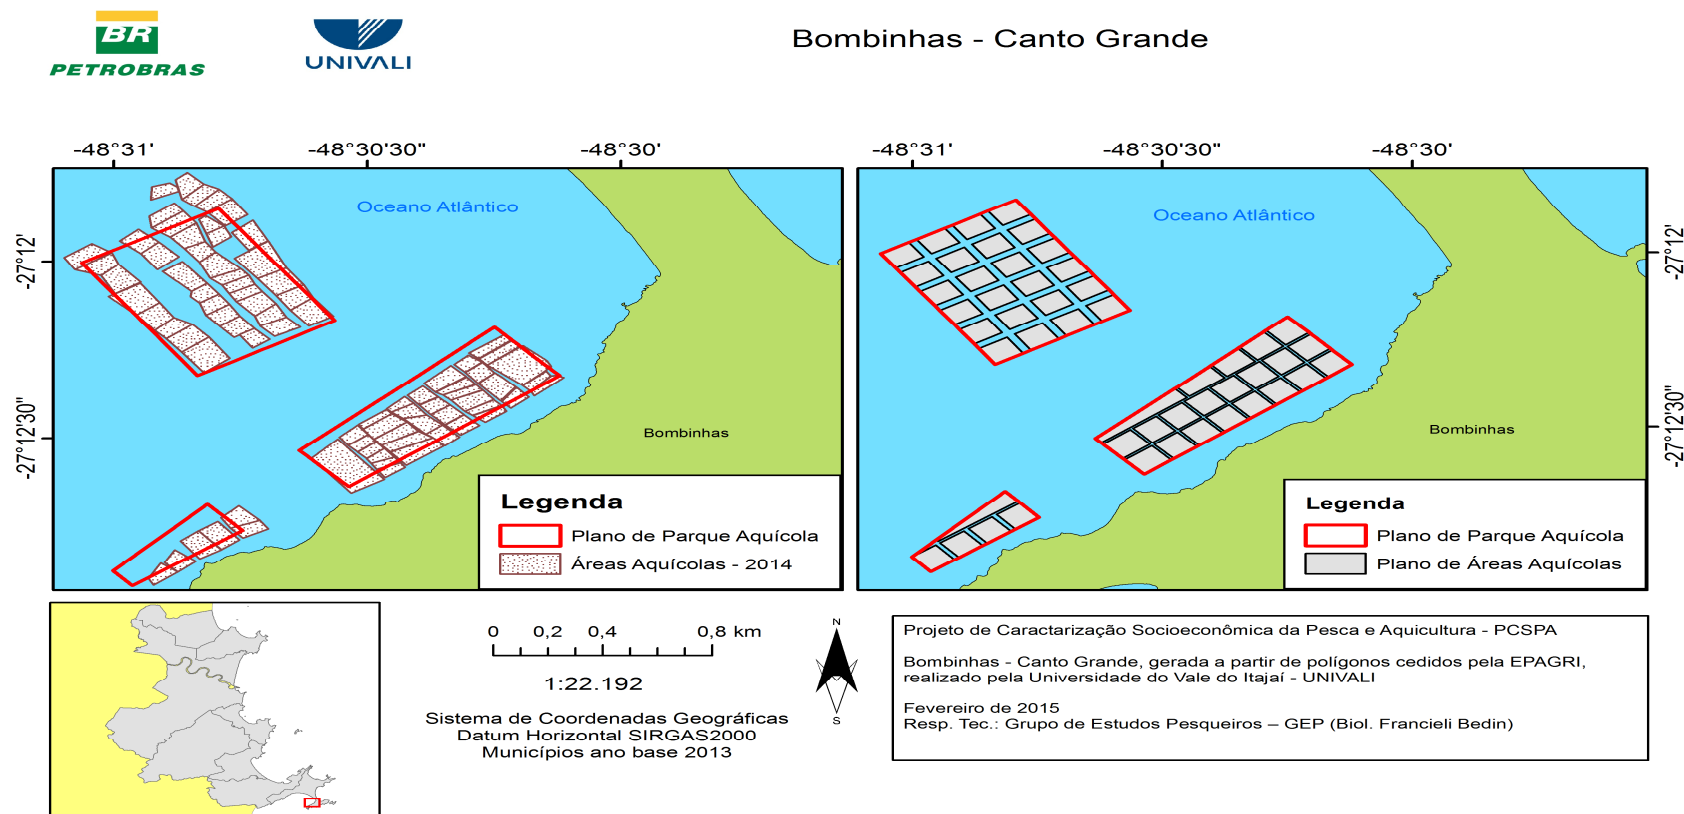 BR
PETROBRAS
UNIVALI
Bombinhas - Canto Grande
-48°31'
-48°30'30"
-48°30'
-48°31'
-48°30'30"
-48°30'
-27°12'
-27°12'30"
Oceano Atlântico
Bombinhas
Legenda
Plano de Parque Aquícola
Áreas Aquícolas - 2014
Oceano Atlântico
Bombinhas
Legenda
Plano de Parque Aquícola
Plano de Áreas Aquícolas
-27°12'
-27°12'30"
0 0,2 0,4 0,8 km
1:22.192
Sistema de Coordenadas Geográficas
Datum Horizontal SIRGAS2000
Municípios ano base 2013
N
S
Projeto de Caractarização Socioeconômica da Pesca e Aquicultura - PCSPA
Bombinhas - Canto Grande, gerada a partir de polígonos cedidos pela EPAGRI,
realizado pela Universidade do Vale do Itajaí - UNIVALI
Fevereiro de 2015
Resp. Tec.: Grupo de Estudos Pesqueiros – GEP (Biol. Francieli Bedin)